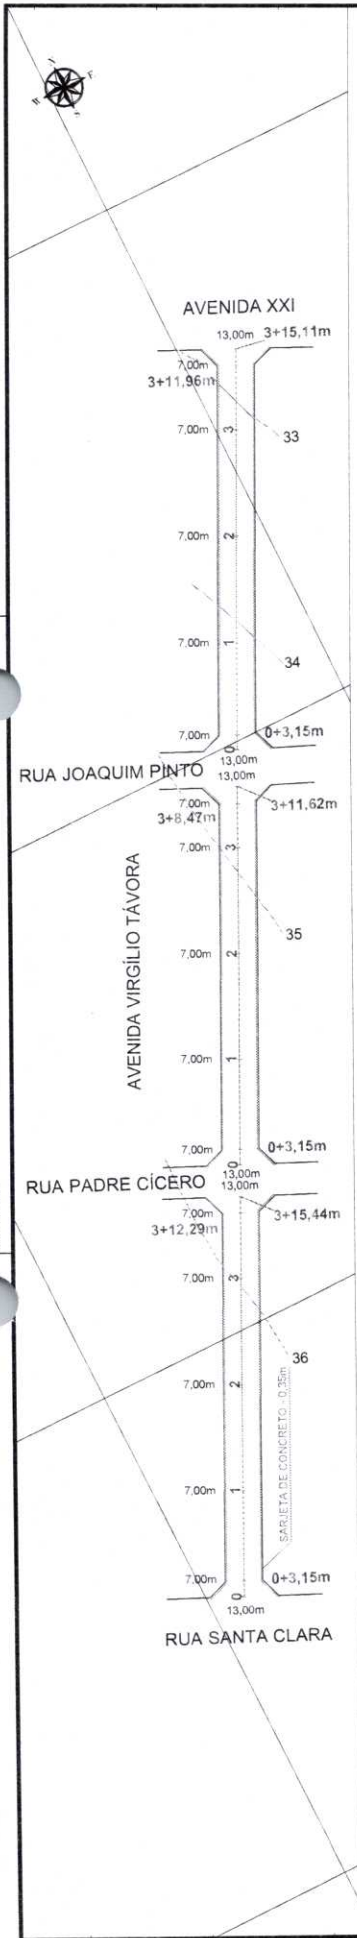 AVENIDA XXI
13,00m 3+15,11m
7,00m
3+11,96m
33
7,00m 3
7,00m 2
7,00m 1
34
7,00m 0+3,15m
0
13,00m
RUA JOAQUIM PINTO
13,00m
7,00m 3+11,62m
3+8,47m
7,00m 3
AVENIDA VIRGÍLIO TÁVORA
35
7,00m 2
7,00m 1
7,00m 0+3,15m
0
13,00m
RUA PADRE CÍCERO
13,00m
7,00m 3+15,44m
3+12,29m
7,00m 3
36
7,00m 2
SARJETA DE CONCRETO - 0,35m
7,00m 1
7,00m 0+3,15m
0
13,00m
RUA SANTA CLARA